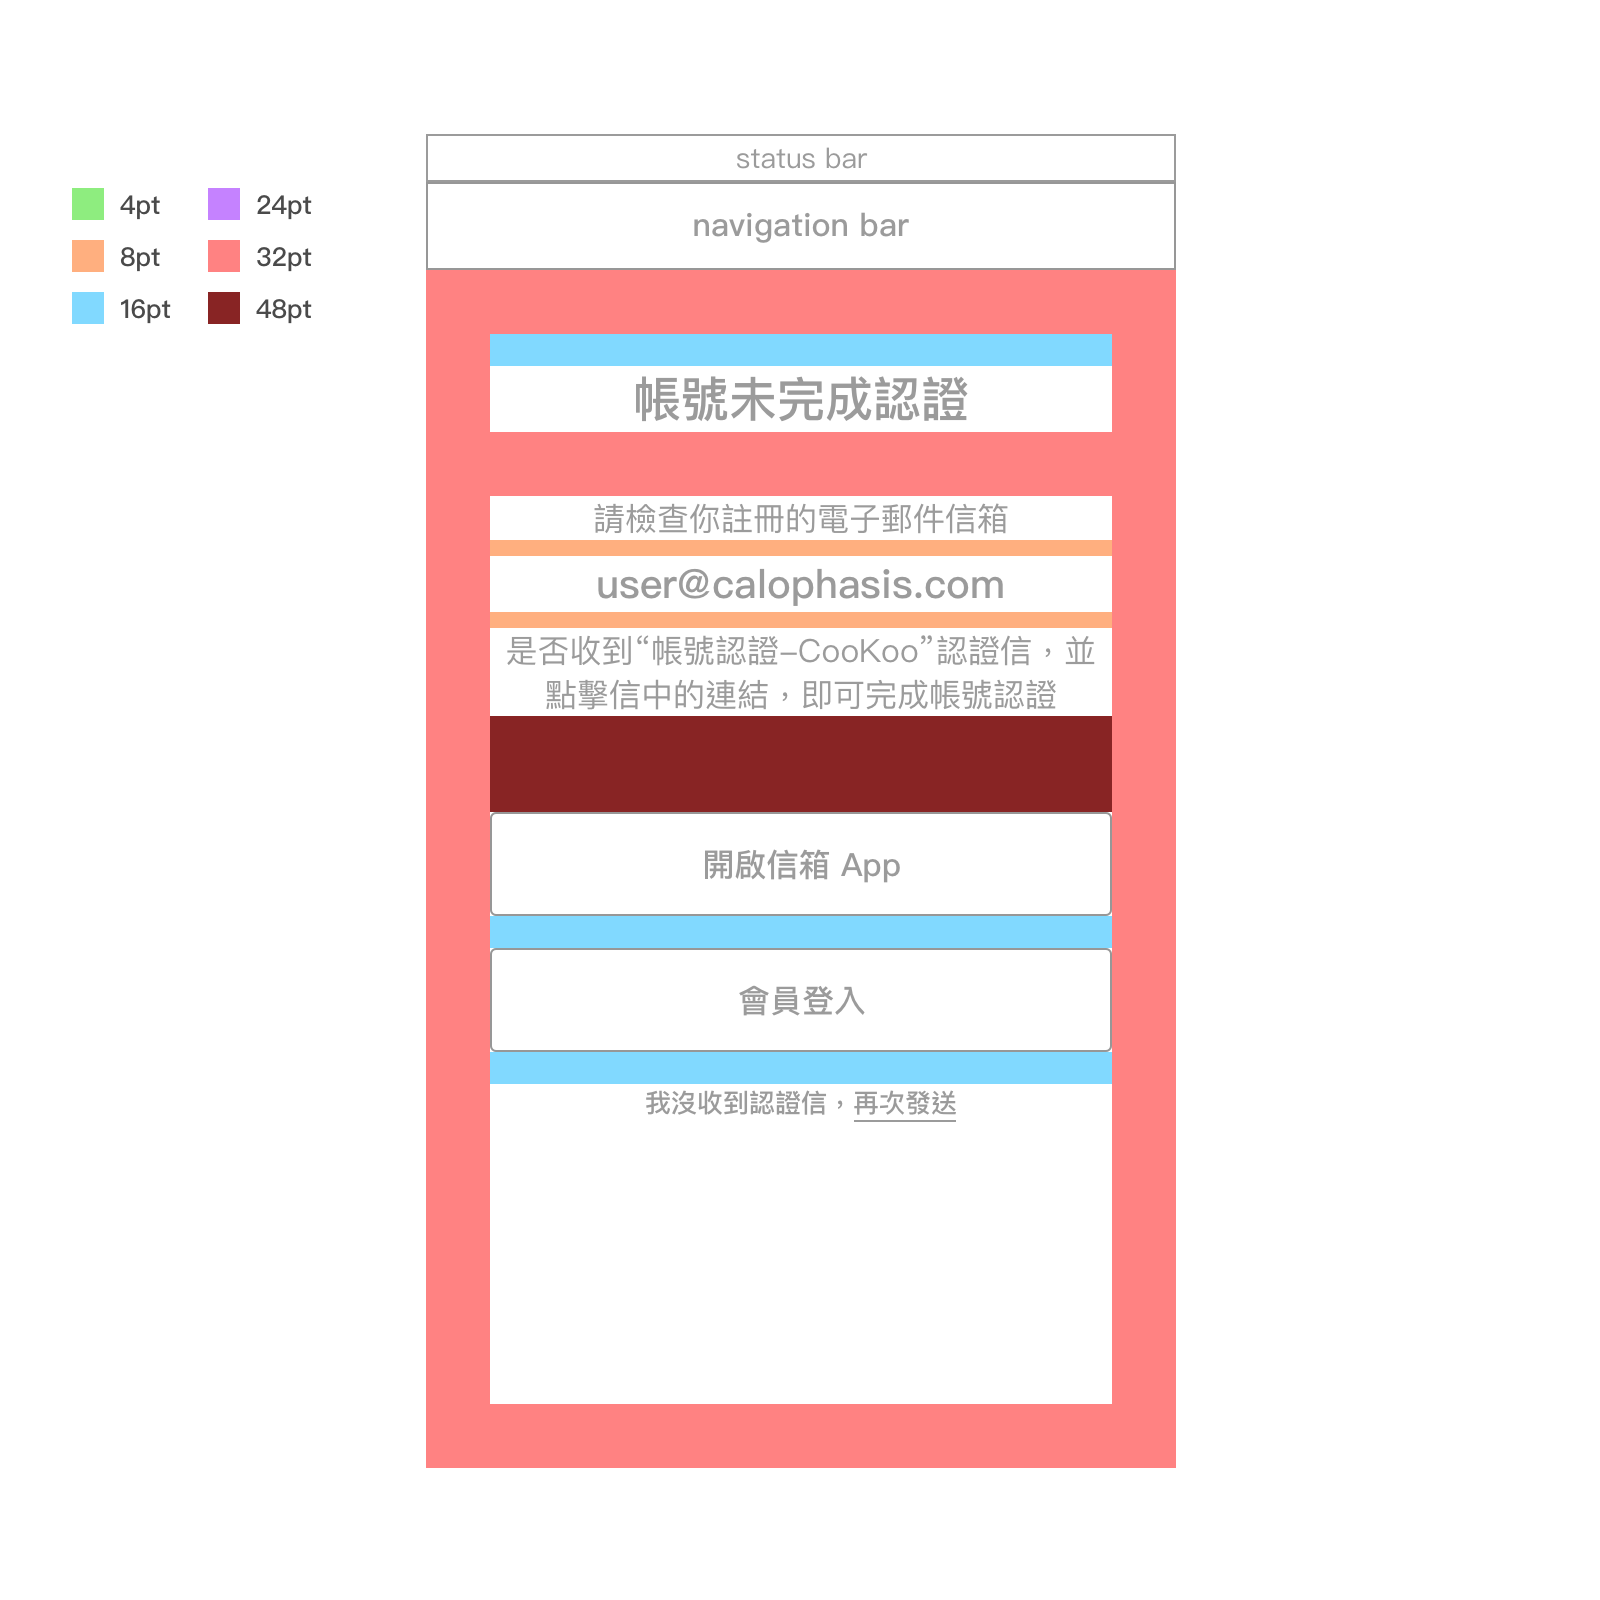 status bar
navigation bar
4pt
24pt
8pt
32pt
16pt
48pt
帳號未完成認證
請檢查你註冊的電子郵件信箱
user@calophasis.com
是否收到“帳號認證–CooKoo”認證信，並
點擊信中的連結，即可完成帳號認證
開啟信箱 App
會員登入
我沒收到認證信，再次發送